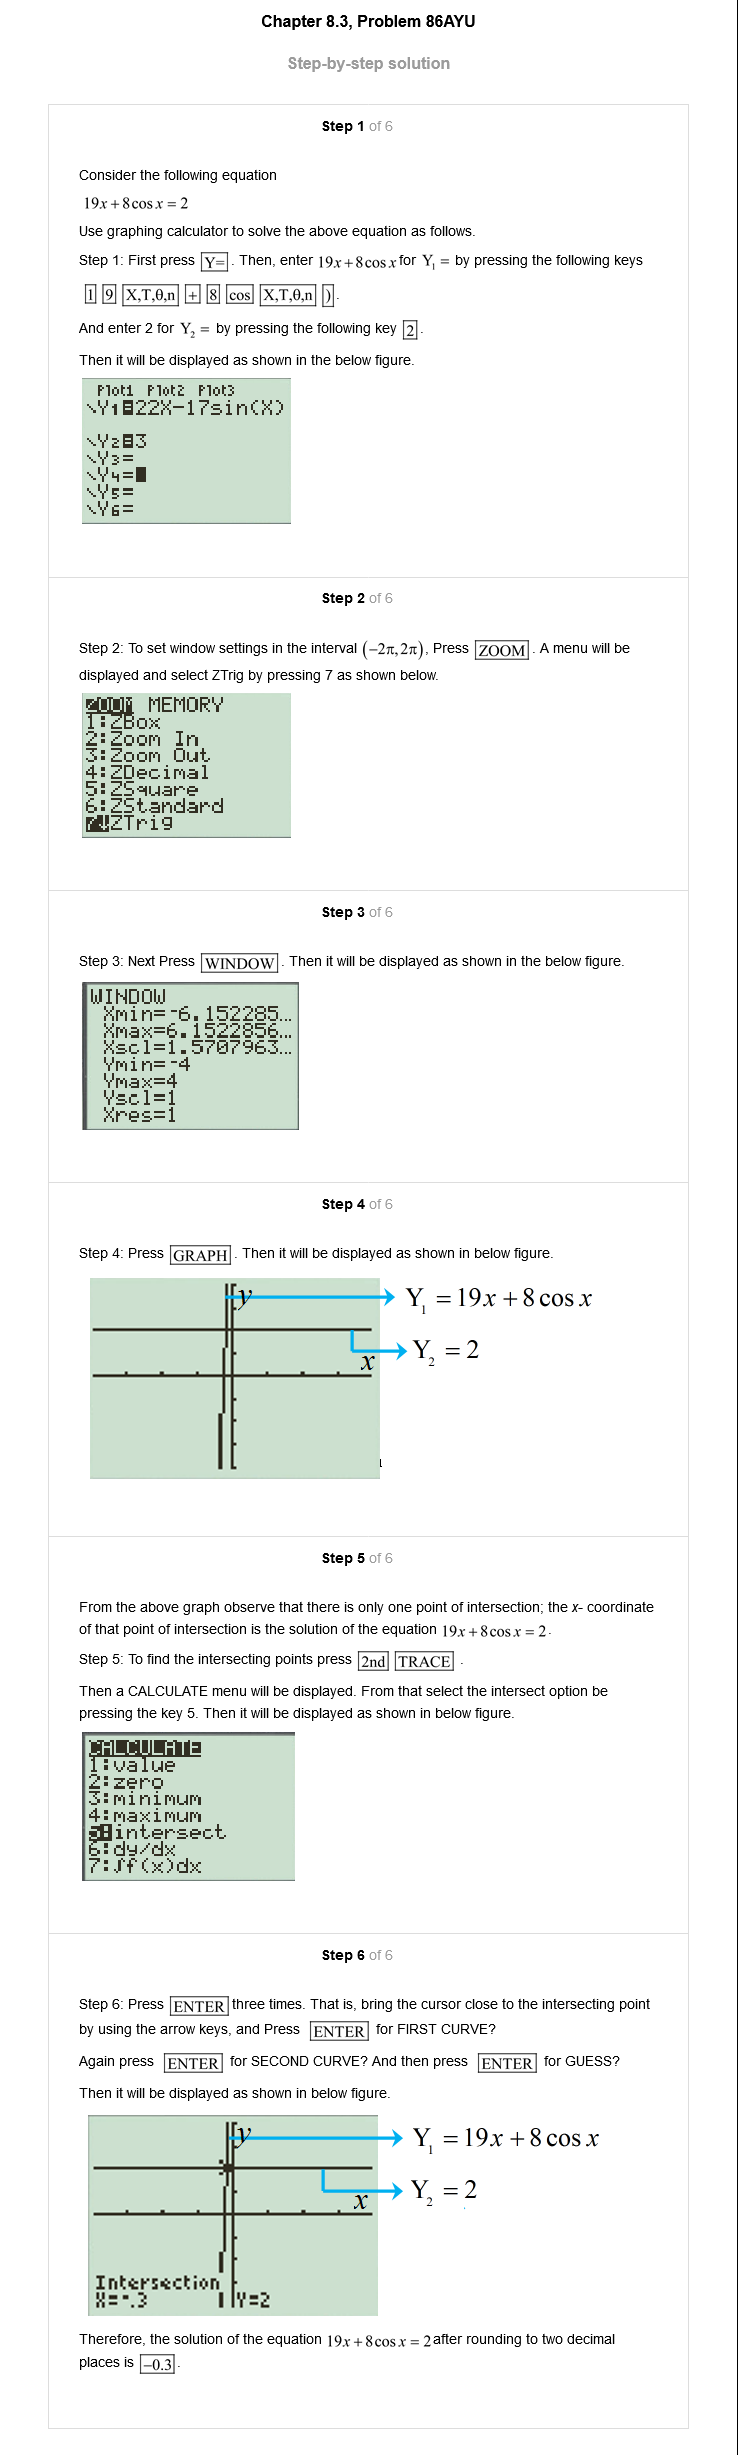 Chapter 8.3, Problem 86AYU
Step-by-step solution
Step 1 of 6
Consider the following equation
19x + 8cos x = 2
Use graphing calculator to solve the above equation as follows.
Step 1: First press Y= . Then, enter 19x + 8cos x for Y₁ = by pressing the following keys
1 9 X,T,θ,n + 8 cos X,T,θ,n ) .
And enter 2 for Y₂ = by pressing the following key 2 .
Then it will be displayed as shown in the below figure.
Plot1 Plot2 Plot3
\Y1=22X-17sin(X)
\Y2=3
\Y3=
\Y4=
\Y5=
\Y6=
Step 2 of 6
Step 2: To set window settings in the interval (−2π, 2π), Press ZOOM . A menu will be
displayed and select ZTrig by pressing 7 as shown below.
ZOOM MEMORY
1:ZBox
2:Zoom In
3:Zoom Out
4:ZDecimal
5:ZSquare
6:ZStandard
7↓ZTrig
Step 3 of 6
Step 3: Next Press WINDOW . Then it will be displayed as shown in the below figure.
WINDOW
Xmin=-6.152285...
Xmax=6.1522856...
Xscl=1.5707963...
Ymin=-4
Ymax=4
Yscl=1
Xres=1
Step 4 of 6
Step 4: Press GRAPH . Then it will be displayed as shown in below figure.
y
Y₁ = 19x + 8 cos x
Y₂ = 2
x
Step 5 of 6
From the above graph observe that there is only one point of intersection; the x- coordinate
of that point of intersection is the solution of the equation 19x + 8cos x = 2 .
Step 5: To find the intersecting points press 2nd TRACE .
Then a CALCULATE menu will be displayed. From that select the intersect option be
pressing the key 5. Then it will be displayed as shown in below figure.
CALCULATE
1:value
2:zero
3:minimum
4:maximum
5:intersect
6:dy/dx
7:∫f(x)dx
Step 6 of 6
Step 6: Press ENTER three times. That is, bring the cursor close to the intersecting point
by using the arrow keys, and Press ENTER for FIRST CURVE?
Again press ENTER for SECOND CURVE? And then press ENTER for GUESS?
Then it will be displayed as shown in below figure.
y
Y₁ = 19x + 8 cos x
Y₂ = 2
x
Intersection
X=-.3 Y=2
Therefore, the solution of the equation 19x + 8cos x = 2 after rounding to two decimal
places is −0.3 .